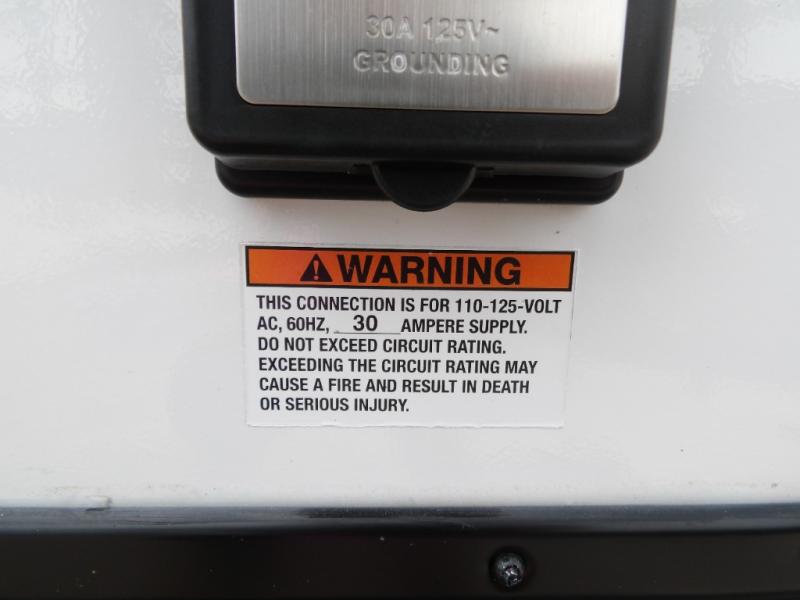 30A 125V~
GROUNDING
WARNING
THIS CONNECTION IS FOR 110-125-VOLT
AC, 60HZ, 30 AMPERE SUPPLY.
DO NOT EXCEED CIRCUIT RATING.
EXCEEDING THE CIRCUIT RATING MAY
CAUSE A FIRE AND RESULT IN DEATH
OR SERIOUS INJURY.